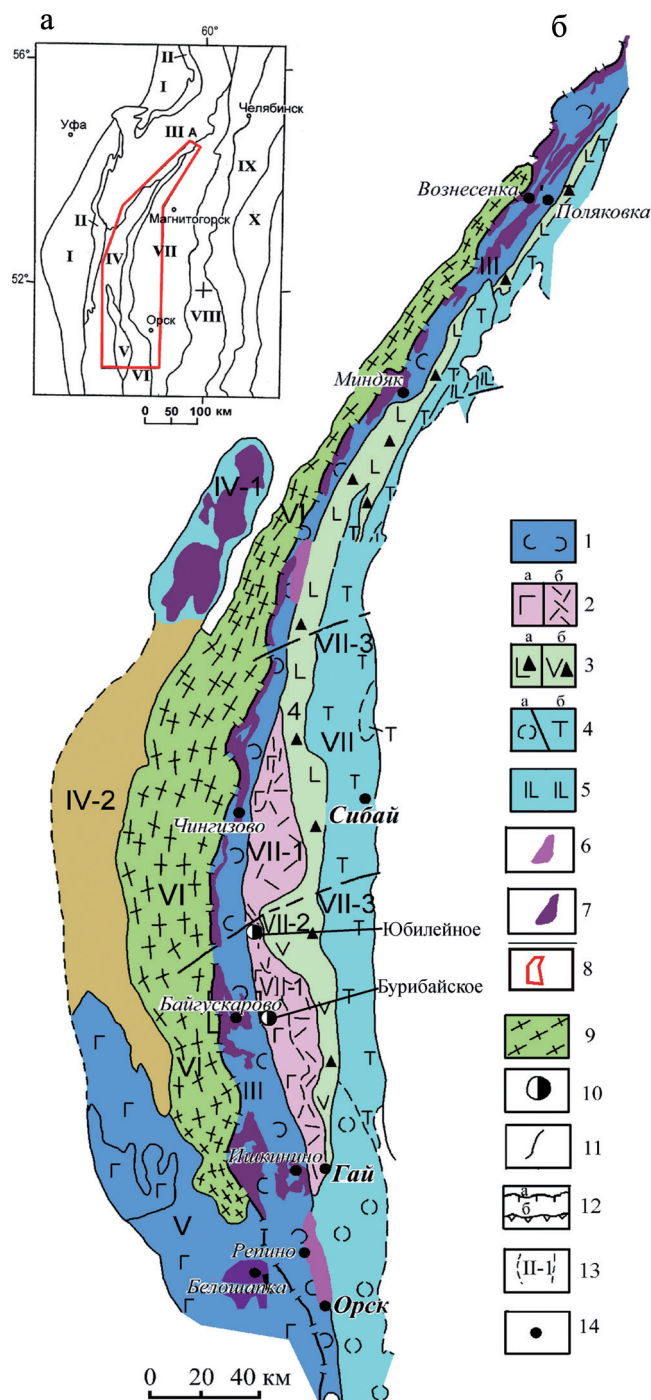 а
б
60°
56°
II
I
Уфа
III А
Челябинск
IX
X
Магнитогорск
II
I
IV
VII
52°
VIII
Орск
V
VI
0 50 100 км
Вознесенка
Поляковка
III
Миндяк
IV-1
VI
VII-3
4
VII
IV-2
Сибай
Чингизово
VII-1
VI
VII-3
VII-2
Юбилейное
VII-1
Бурибайское
Байгускарово
VI
III
Ишкинино
Гай
V
Репино
Белошапка
Орск
0 20 40 км
1
а б
2
а б
3
а б
4
5
6
7
8
9
10
11
а
б
12
II-1
13
14